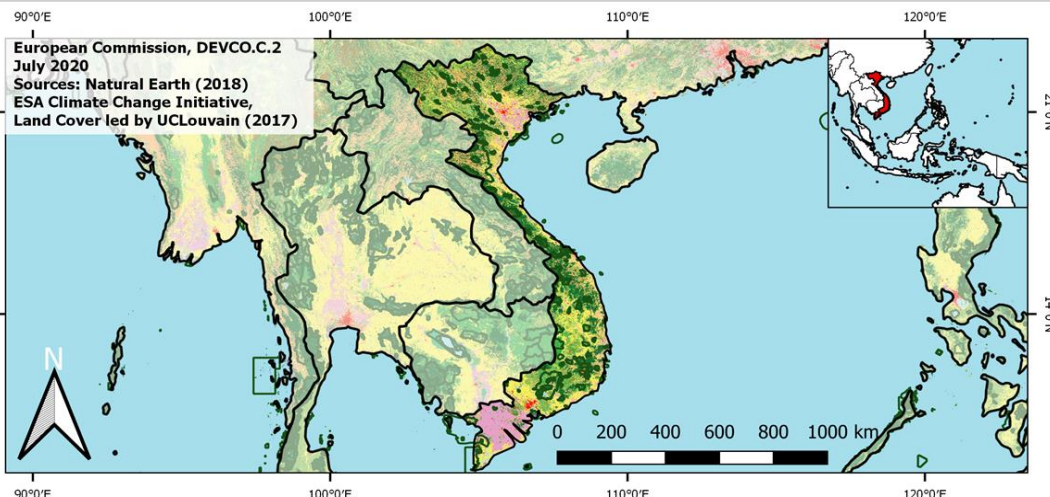 90°0'E 100°0'E 110°0'E 120°0'E
European Commission, DEVCO.C.2
July 2020
Sources: Natural Earth (2018)
ESA Climate Change Initiative,
Land Cover led by UCLouvain (2017)
N
0 200 400 600 800 1000 km
90°0'E 100°0'E 110°0'E 120°0'E